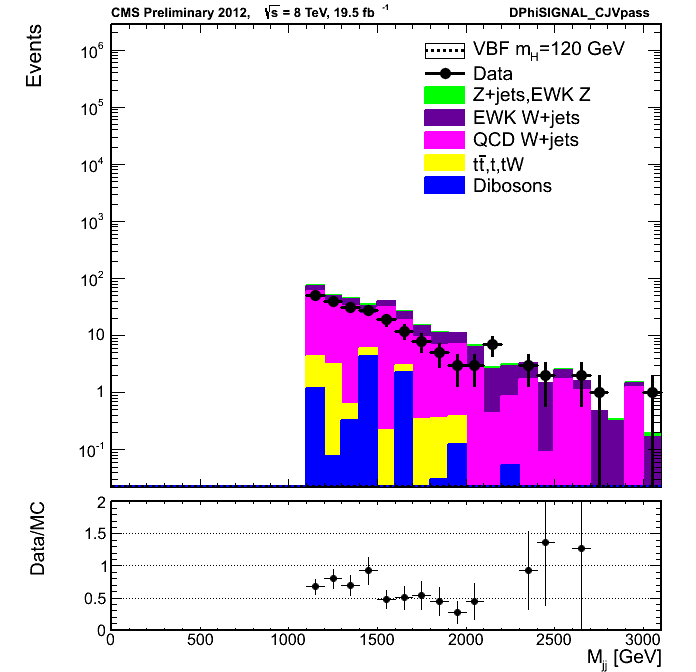 CMS Preliminary 2012, √s = 8 TeV, 19.5 fb⁻¹ DPhiSIGNAL_CJVpass
Events
10⁶
10⁵
10⁴
10³
10²
10
1
10⁻¹
VBF m_H=120 GeV
Data
Z+jets,EWK Z
EWK W+jets
QCD W+jets
tt̄,t,tW
Dibosons
Data/MC
2
1.5
1
0.5
0
0 500 1000 1500 2000 2500 3000
M_jj [GeV]